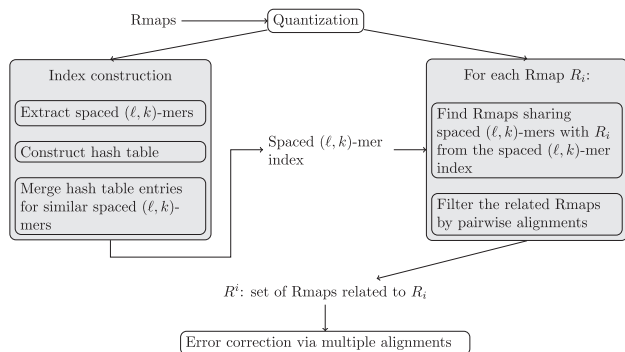 Rmaps
Quantization
Index construction
Extract spaced (ℓ, k)-mers
Construct hash table
Merge hash table entries
for similar spaced (ℓ, k)-
mers
Spaced (ℓ, k)-mer
index
For each Rmap Rᵢ:
Find Rmaps sharing
spaced (ℓ, k)-mers with Rᵢ
from the spaced (ℓ, k)-mer
index
Filter the related Rmaps
by pairwise alignments
Rⁱ: set of Rmaps related to Rᵢ
Error correction via multiple alignments